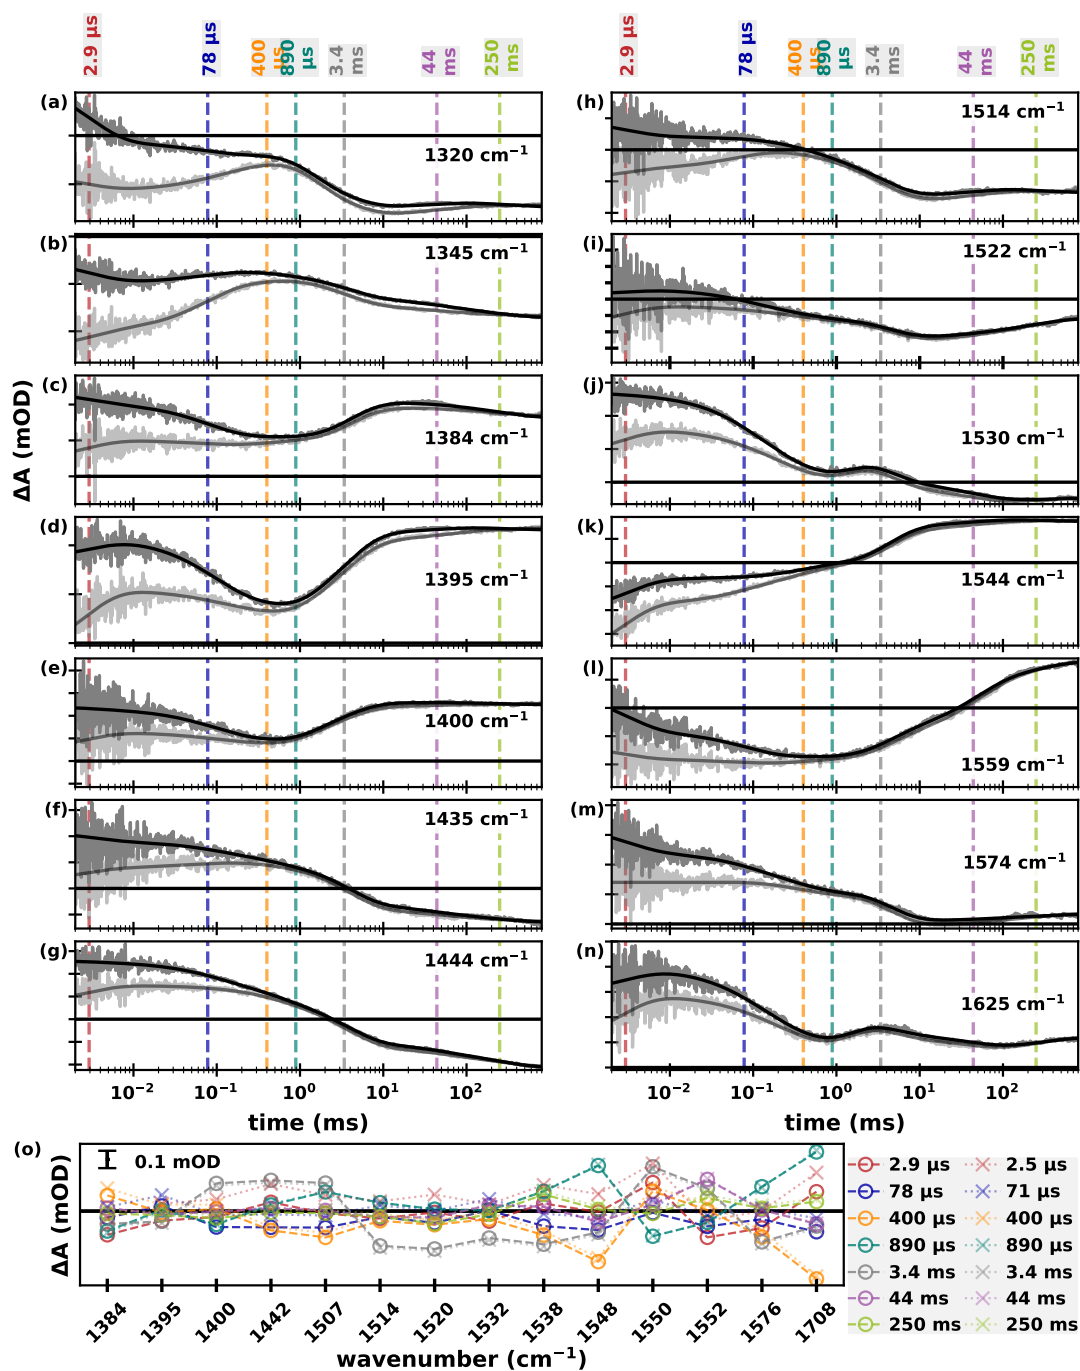 2.9 µs
78 µs
400 µs
890 µs
3.4 ms
44 ms
250 ms
2.9 µs
78 µs
400 µs
890 µs
3.4 ms
44 ms
250 ms
(a)
1320 cm⁻¹
(h)
1514 cm⁻¹
(b)
1345 cm⁻¹
(i)
1522 cm⁻¹
(c)
1384 cm⁻¹
(j)
1530 cm⁻¹
ΔA (mOD)
(d)
1395 cm⁻¹
(k)
1544 cm⁻¹
(e)
1400 cm⁻¹
(l)
1559 cm⁻¹
(f)
1435 cm⁻¹
(m)
1574 cm⁻¹
(g)
1444 cm⁻¹
(n)
1625 cm⁻¹
10⁻² 10⁻¹ 10⁰ 10¹ 10²
10⁻² 10⁻¹ 10⁰ 10¹ 10²
time (ms)
time (ms)
(o)
0.1 mOD
ΔA (mOD)
2.9 µs 2.5 µs
78 µs 71 µs
400 µs 400 µs
890 µs 890 µs
3.4 ms 3.4 ms
44 ms 44 ms
250 ms 250 ms
1384 1395 1400 1442 1507 1514 1520 1532 1538 1548 1550 1552 1576 1708
wavenumber (cm⁻¹)